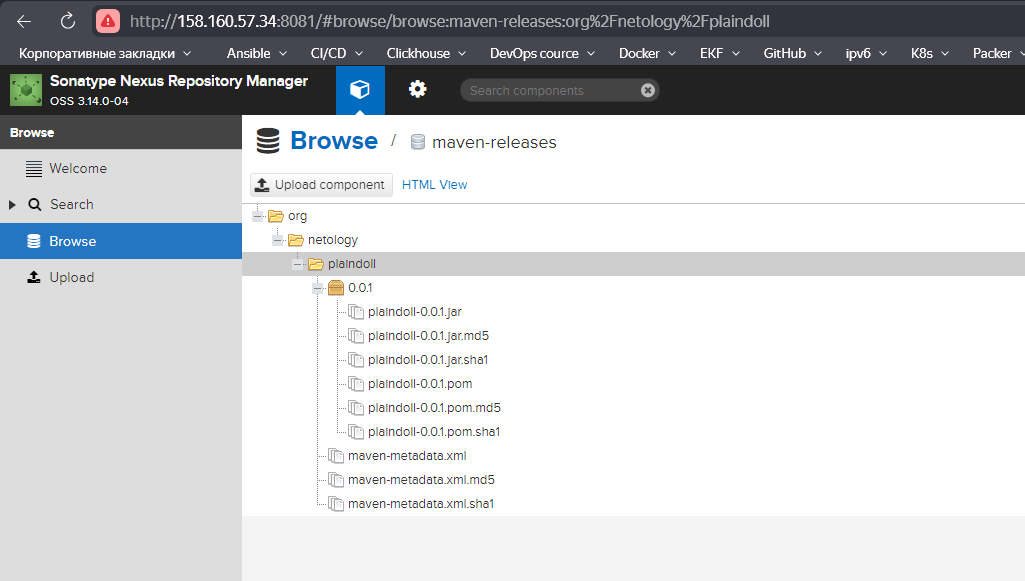 http://158.160.57.34:8081/#browse/browse:maven-releases:org%2Fnetology%2Fplaindoll
Корпоративные закладки Ansible CI/CD Clickhouse DevOps cource Docker EKF GitHub ipv6 K8s Packer
Sonatype Nexus Repository Manager
OSS 3.14.0-04
Search components
Browse
Welcome
Search
Browse
Upload
Browse / maven-releases
Upload component HTML View
org
netology
plaindoll
0.0.1
plaindoll-0.0.1.jar
plaindoll-0.0.1.jar.md5
plaindoll-0.0.1.jar.sha1
plaindoll-0.0.1.pom
plaindoll-0.0.1.pom.md5
plaindoll-0.0.1.pom.sha1
maven-metadata.xml
maven-metadata.xml.md5
maven-metadata.xml.sha1